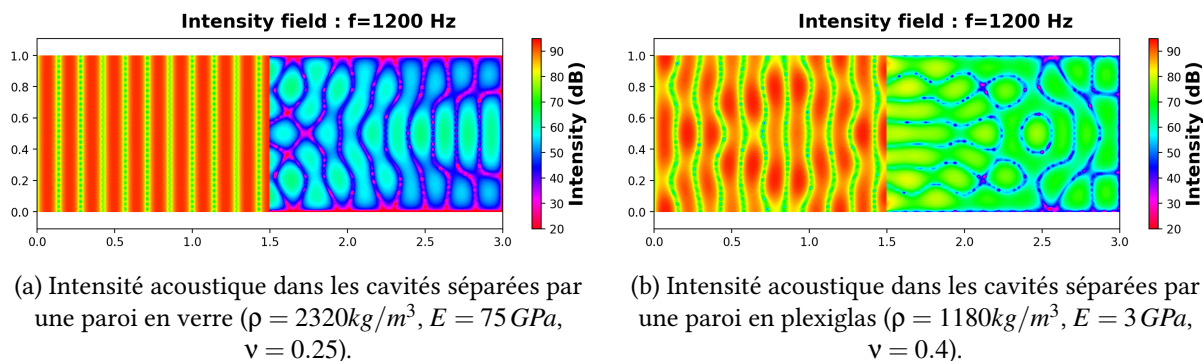 Intensity field : f=1200 Hz
1.0
0.8
0.6
0.4
0.2
0.0
0.0 0.5 1.0 1.5 2.0 2.5 3.0
90
80
70
60
50
40
30
20
Intensity (dB)
(a) Intensité acoustique dans les cavités séparées par
une paroi en verre (ρ = 2320kg/m³, E = 75 GPa,
ν = 0.25).
Intensity field : f=1200 Hz
1.0
0.8
0.6
0.4
0.2
0.0
0.0 0.5 1.0 1.5 2.0 2.5 3.0
90
80
70
60
50
40
30
20
Intensity (dB)
(b) Intensité acoustique dans les cavités séparées par
une paroi en plexiglas (ρ = 1180kg/m³, E = 3 GPa,
ν = 0.4).